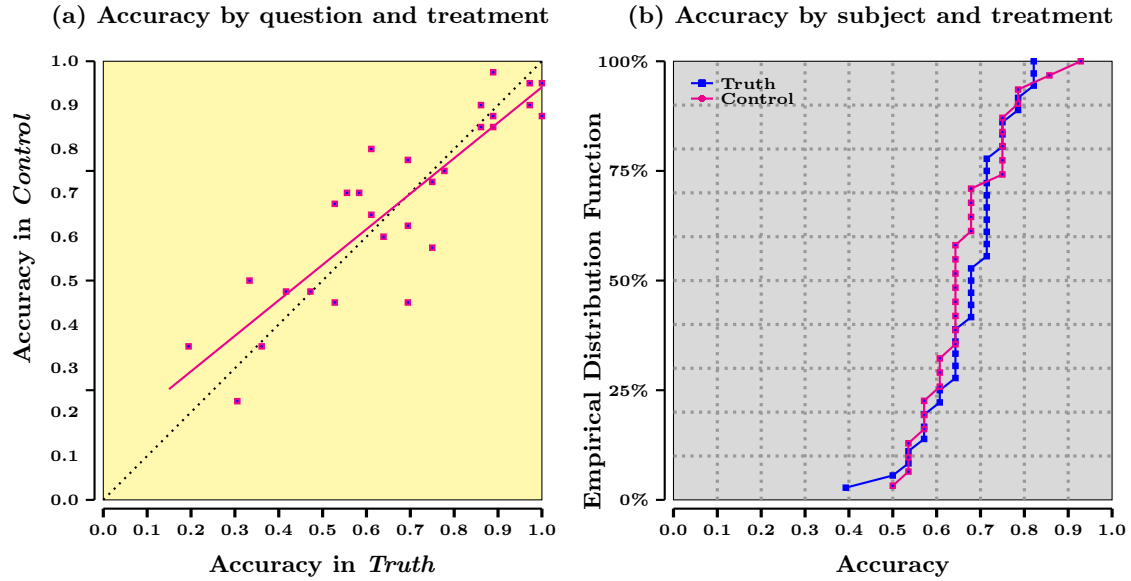 (a) Accuracy by question and treatment
1.0
0.9
0.8
0.7
0.6
0.5
0.4
0.3
0.2
0.1
0.0
Accuracy in Control
0.0 0.1 0.2 0.3 0.4 0.5 0.6 0.7 0.8 0.9 1.0
Accuracy in Truth
(b) Accuracy by subject and treatment
Truth
Control
100%
75%
50%
25%
0%
Empirical Distribution Function
0.0 0.1 0.2 0.3 0.4 0.5 0.6 0.7 0.8 0.9 1.0
Accuracy